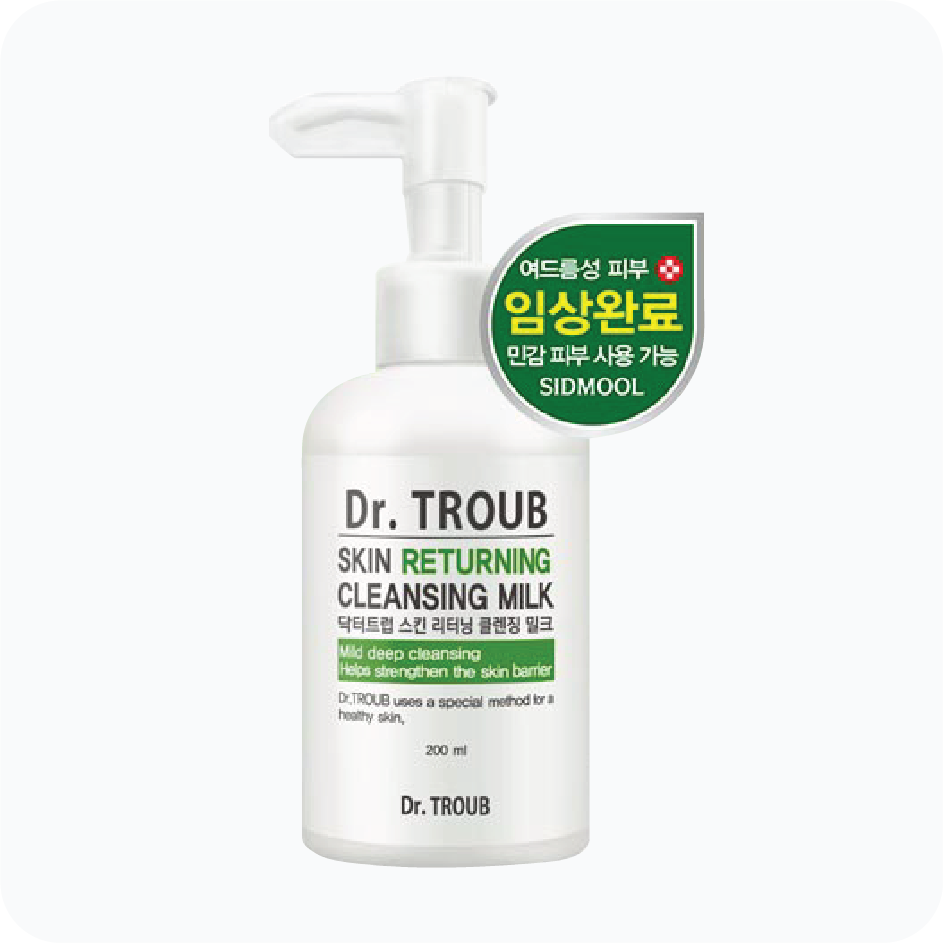 여드름성 피부
임상완료
민감 피부 사용 가능
SIDMOOL
Dr. TROUB
SKIN RETURNING
CLEANSING MILK
닥터트럽 스킨 리터닝 클렌징 밀크
Mild deep cleansing
Helps strengthen the skin barrier
Dr.TROUB uses a special method for a
healthy skin.
200 ml
Dr. TROUB